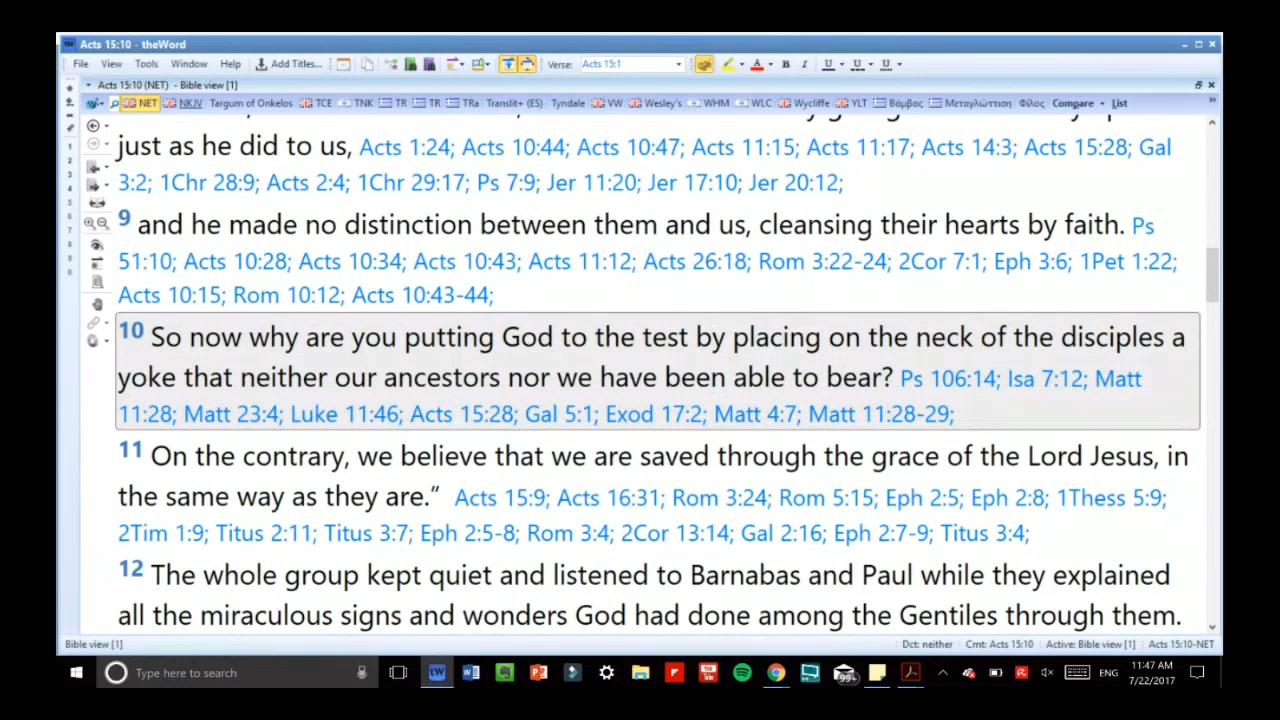 Acts 15:10 - theWord
File View Tools Window Help Add Titles... Verse: Acts 15:1 B I U U U
Acts 15:10 (NET) - Bible view [1]
NET NKJV Targum of Onkelos TCE TNK TR TR TRa Translit+ (ES) Tyndale VW Wesley's WHM WLC Wycliffe YLT Βάμβας Μεταγλώττιση Φίλος Compare List
just as he did to us, Acts 1:24; Acts 10:44; Acts 10:47; Acts 11:15; Acts 11:17; Acts 14:3; Acts 15:28; Gal
3:2; 1Chr 28:9; Acts 2:4; 1Chr 29:17; Ps 7:9; Jer 11:20; Jer 17:10; Jer 20:12;
9 and he made no distinction between them and us, cleansing their hearts by faith. Ps
51:10; Acts 10:28; Acts 10:34; Acts 10:43; Acts 11:12; Acts 26:18; Rom 3:22-24; 2Cor 7:1; Eph 3:6; 1Pet 1:22;
Acts 10:15; Rom 10:12; Acts 10:43-44;
10 So now why are you putting God to the test by placing on the neck of the disciples a
yoke that neither our ancestors nor we have been able to bear? Ps 106:14; Isa 7:12; Matt
11:28; Matt 23:4; Luke 11:46; Acts 15:28; Gal 5:1; Exod 17:2; Matt 4:7; Matt 11:28-29;
11 On the contrary, we believe that we are saved through the grace of the Lord Jesus, in
the same way as they are.” Acts 15:9; Acts 16:31; Rom 3:24; Rom 5:15; Eph 2:5; Eph 2:8; 1Thess 5:9;
2Tim 1:9; Titus 2:11; Titus 3:7; Eph 2:5-8; Rom 3:4; 2Cor 13:14; Gal 2:16; Eph 2:7-9; Titus 3:4;
12 The whole group kept quiet and listened to Barnabas and Paul while they explained
all the miraculous signs and wonders God had done among the Gentiles through them.
Bible view [1] Dct: neither Cmt: Acts 15:10 Active: Bible view [1] Acts 15:10-NET
Type here to search 99+ ENG 11:47 AM
7/22/2017